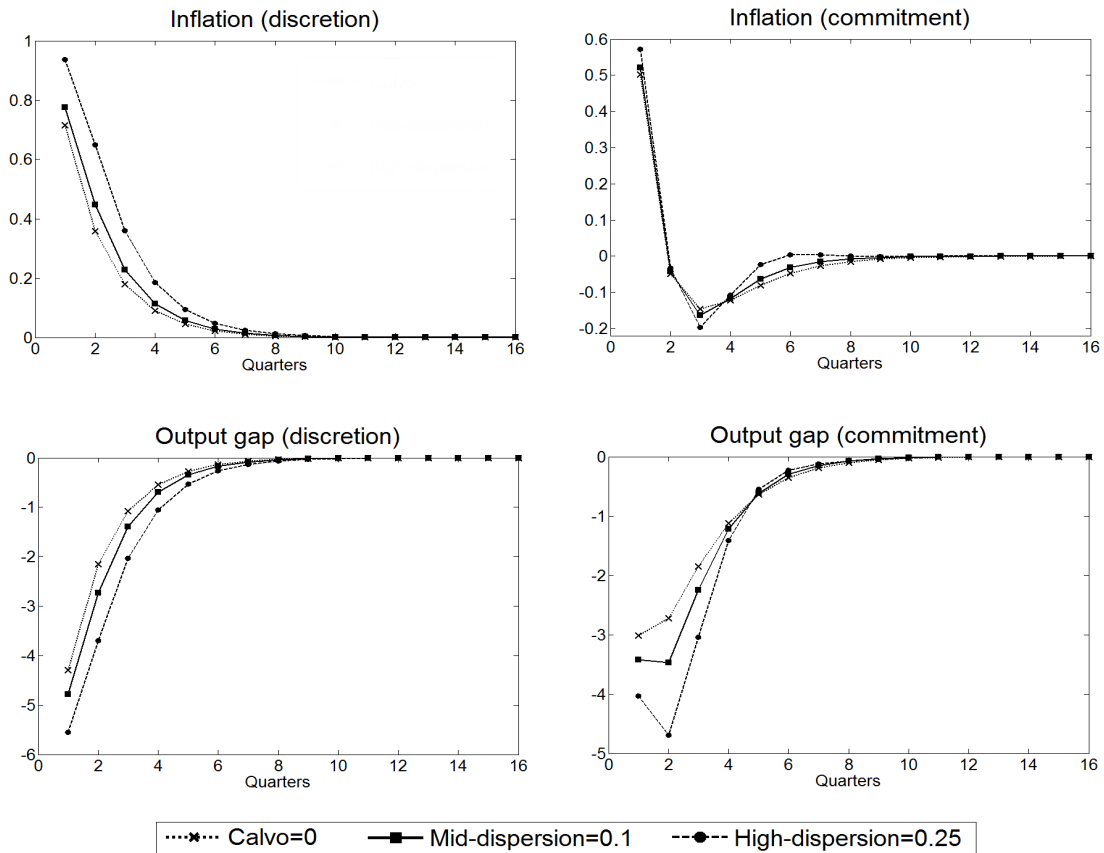 Inflation (discretion)
1
0.8
0.6
0.4
0.2
0
0 2 4 6 8 10 12 14 16
Quarters
Inflation (commitment)
0.6
0.5
0.4
0.3
0.2
0.1
0
-0.1
-0.2
0 2 4 6 8 10 12 14 16
Quarters
Output gap (discretion)
0
-1
-2
-3
-4
-5
-6
0 2 4 6 8 10 12 14 16
Quarters
Output gap (commitment)
0
-1
-2
-3
-4
-5
0 2 4 6 8 10 12 14 16
Quarters
Calvo=0 Mid-dispersion=0.1 High-dispersion=0.25